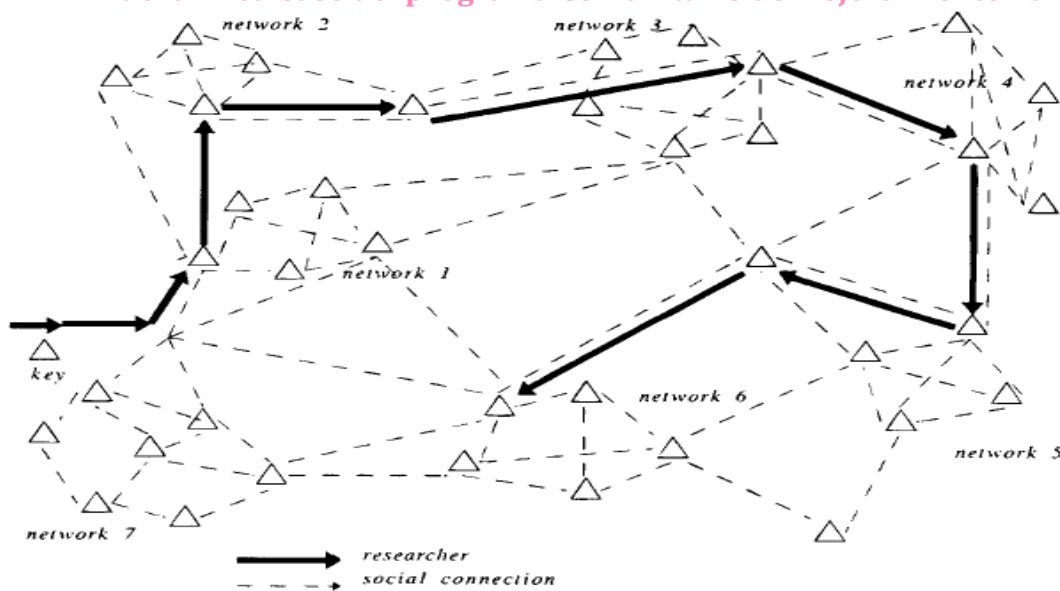 network 2
network 3
network 4
network 1
key
network 6
network 5
network 7
researcher
social connection